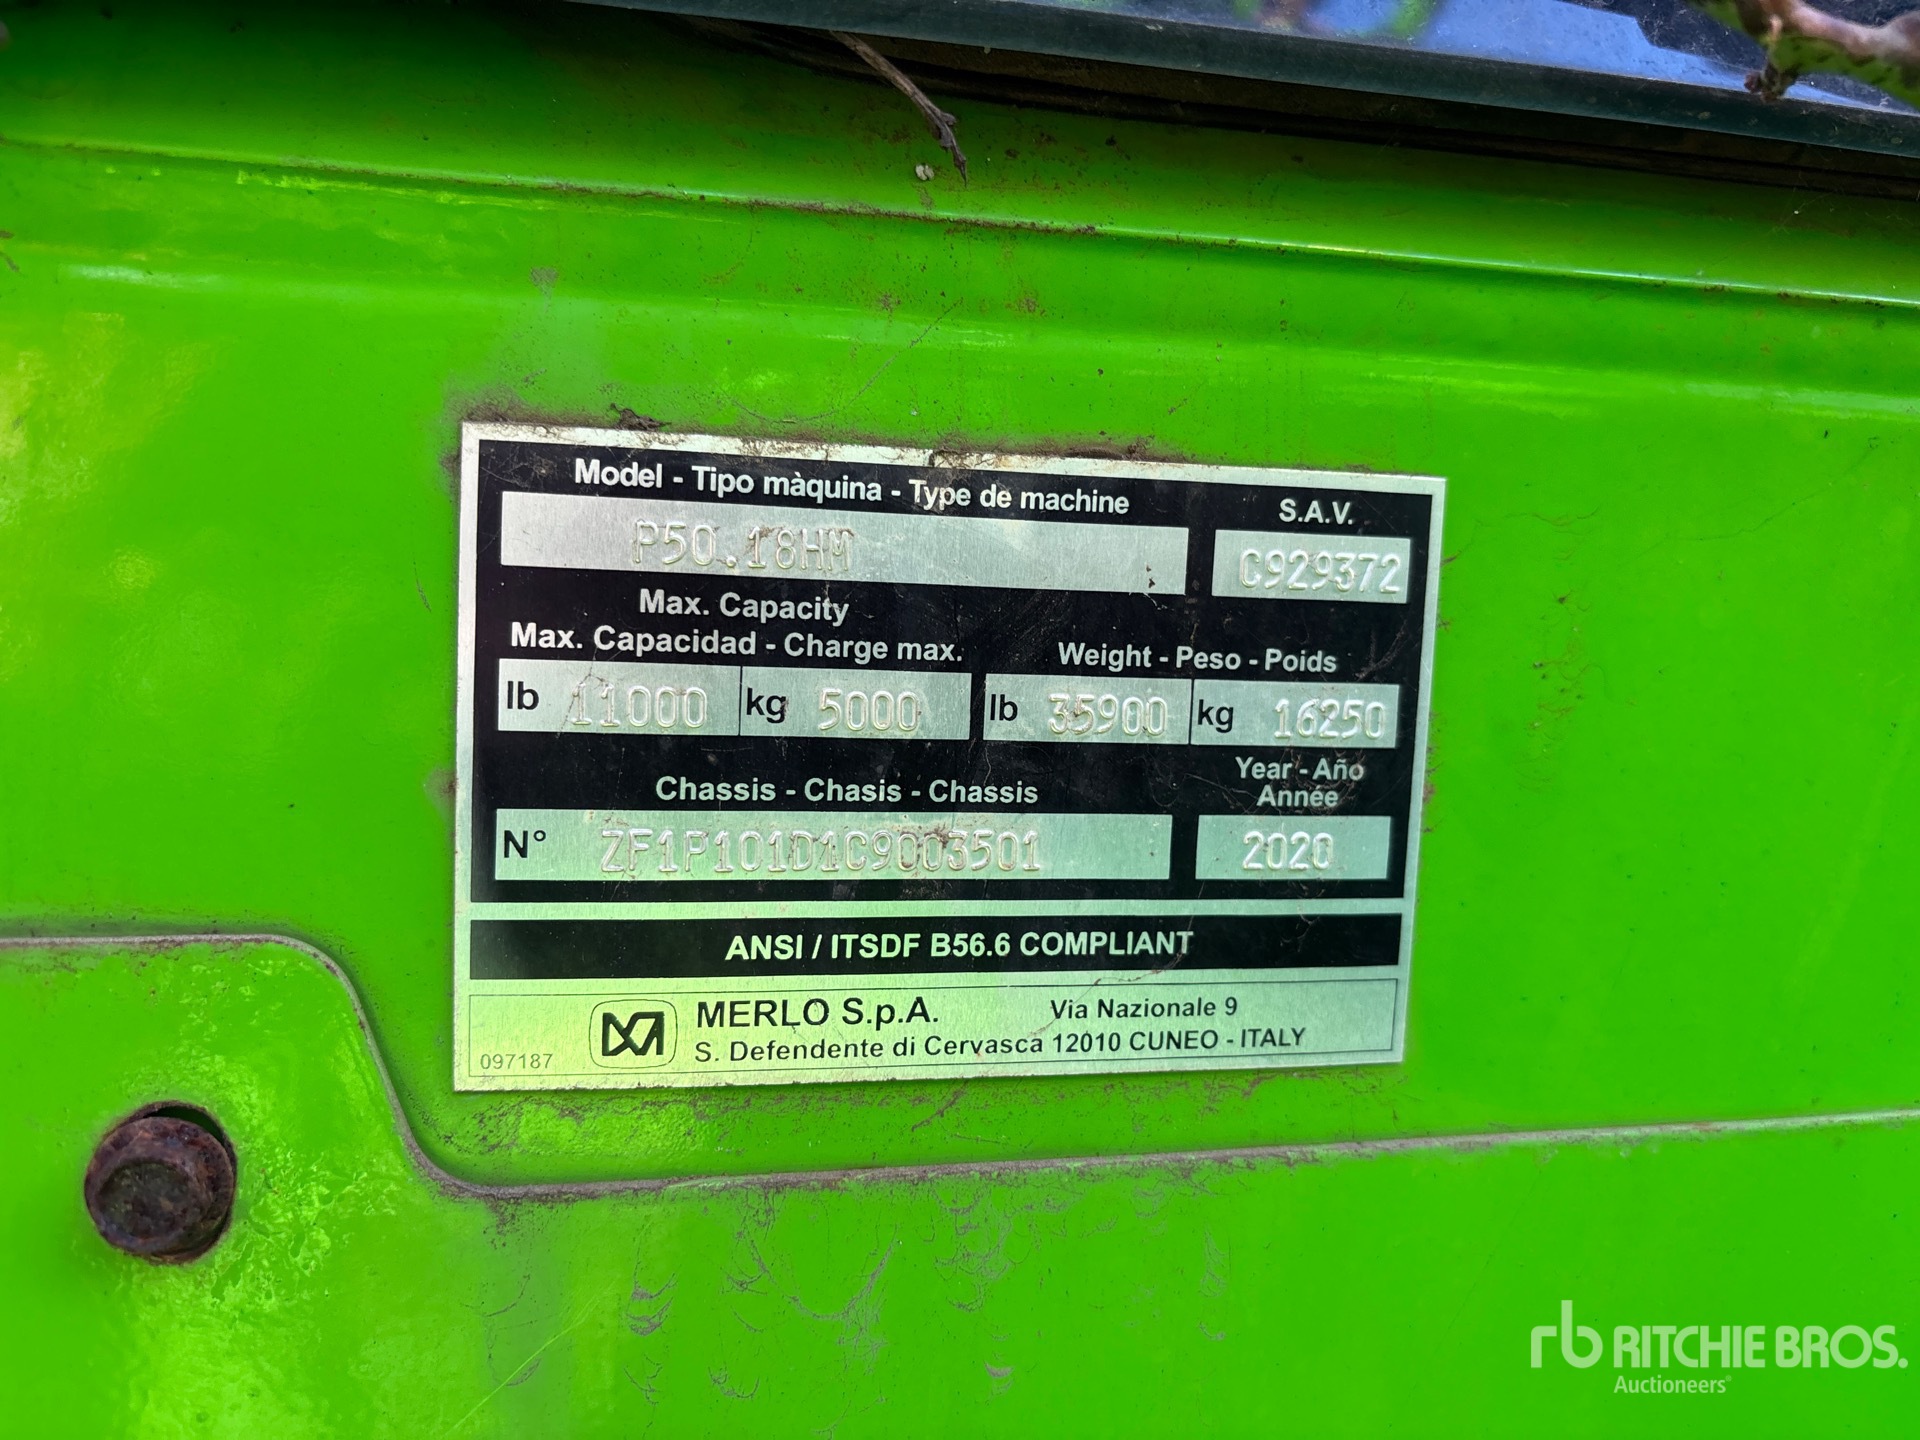 Model - Tipo màquina - Type de machine
S.A.V.
P50.18HM
C929372
Max. Capacity
Max. Capacidad - Charge max.
Weight - Peso - Poids
lb 11000 kg 5000 lb 35900 kg 16250
Chassis - Chasis - Chassis
Year - Año
Année
N° ZF1P101D1C9003501
2020
ANSI / ITSDF B56.6 COMPLIANT
MERLO S.p.A. Via Nazionale 9
S. Defendente di Cervasca 12010 CUNEO - ITALY
097187
rb RITCHIE BROS.
Auctioneers®